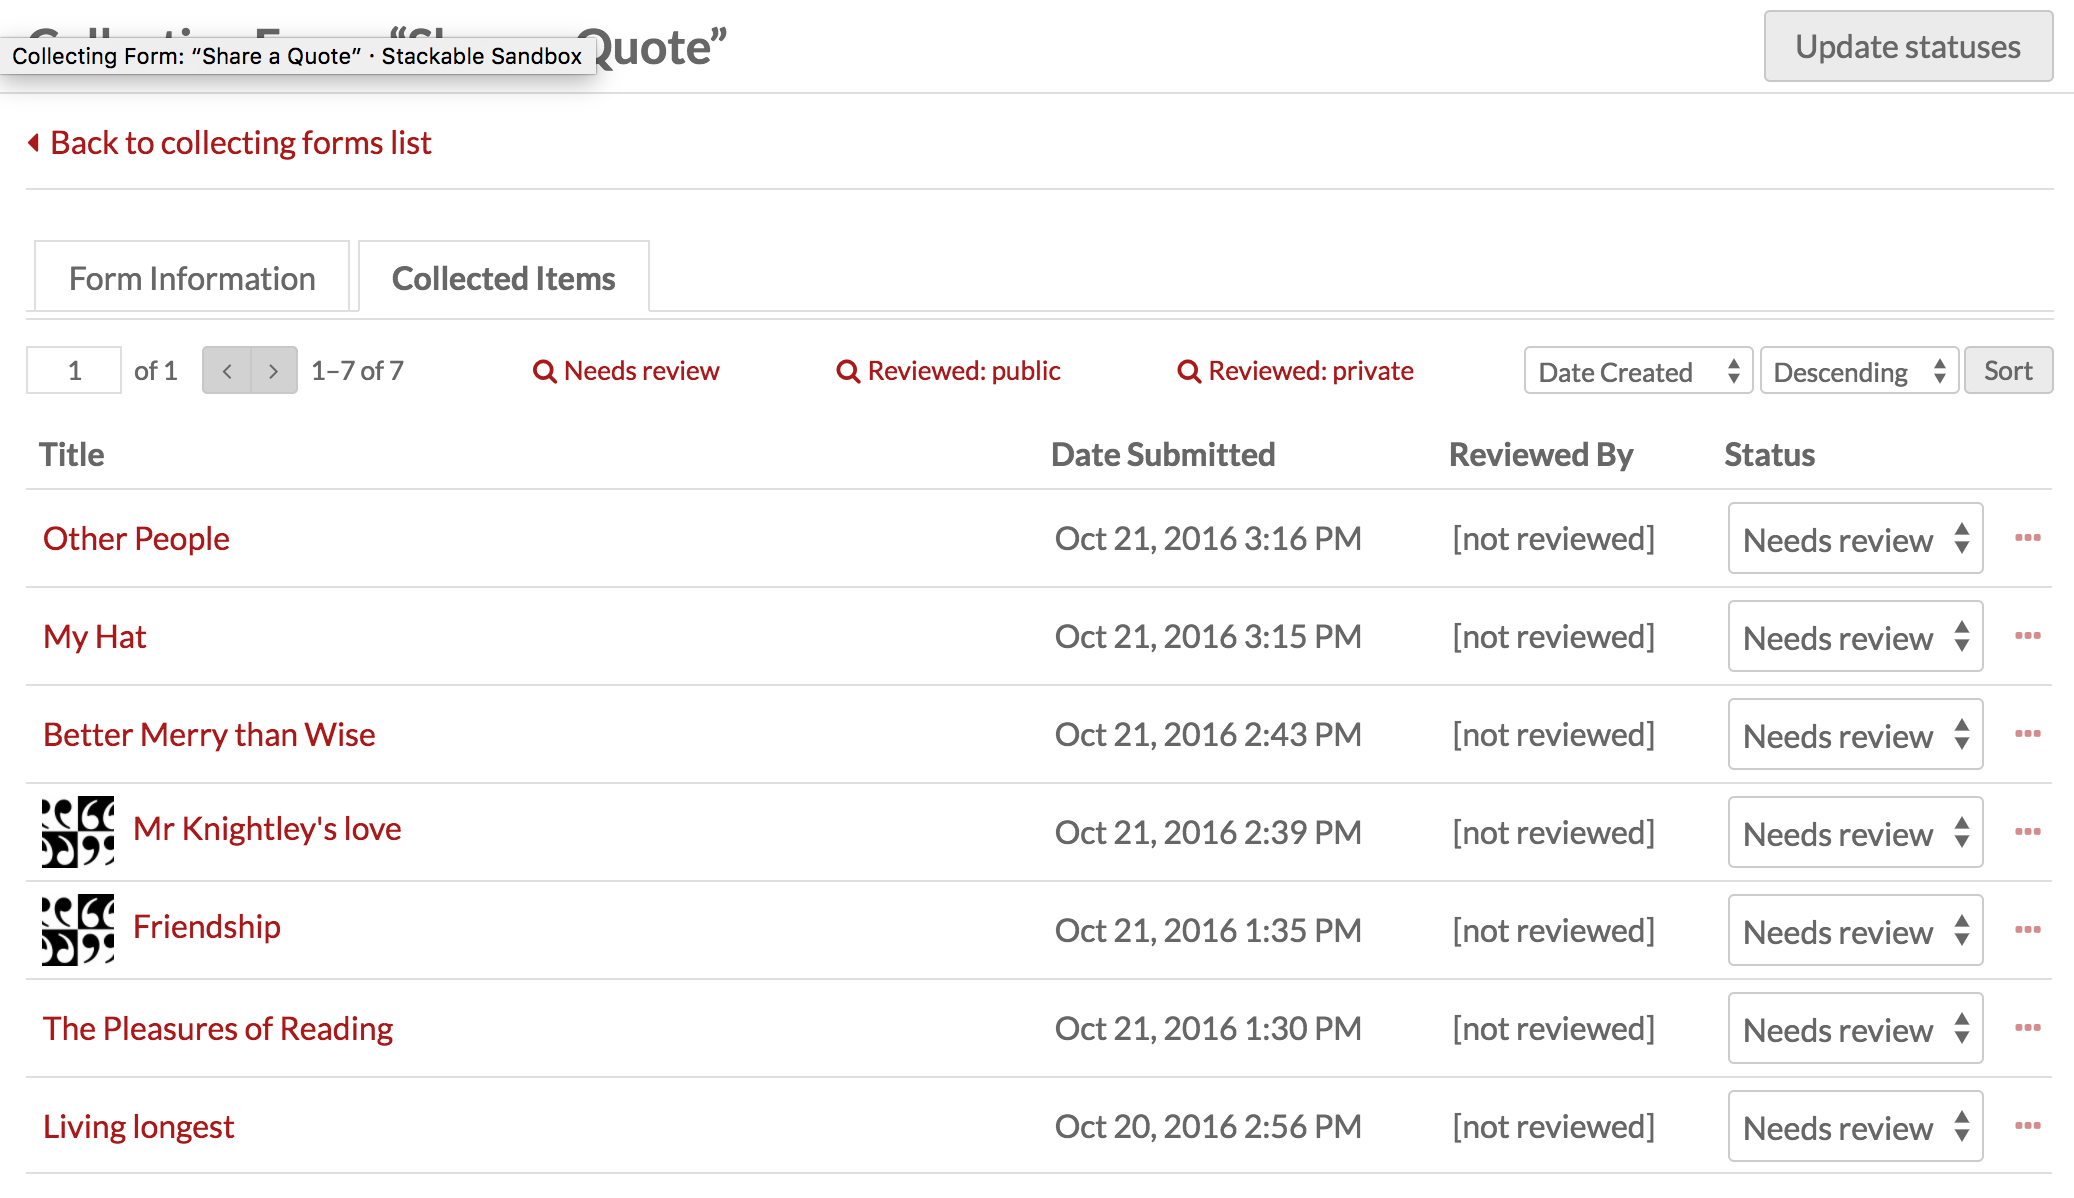 Quote”
Collecting Form: “Share a Quote” · Stackable Sandbox
Update statuses
Back to collecting forms list
Form Information
Collected Items
1 of 1 < > 1–7 of 7 Needs review Reviewed: public Reviewed: private Date Created Descending Sort
Title Date Submitted Reviewed By Status
Other People Oct 21, 2016 3:16 PM [not reviewed] Needs review
My Hat Oct 21, 2016 3:15 PM [not reviewed] Needs review
Better Merry than Wise Oct 21, 2016 2:43 PM [not reviewed] Needs review
Mr Knightley's love Oct 21, 2016 2:39 PM [not reviewed] Needs review
Friendship Oct 21, 2016 1:35 PM [not reviewed] Needs review
The Pleasures of Reading Oct 21, 2016 1:30 PM [not reviewed] Needs review
Living longest Oct 20, 2016 2:56 PM [not reviewed] Needs review